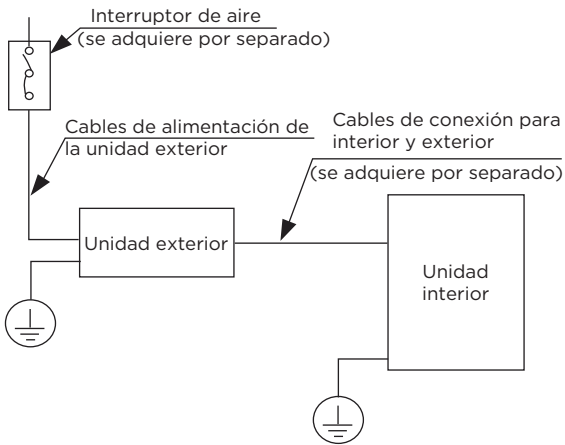 Interruptor de aire
(se adquiere por separado)
Cables de alimentación de
la unidad exterior
Cables de conexión para
interior y exterior
(se adquiere por separado)
Unidad exterior
Unidad
interior